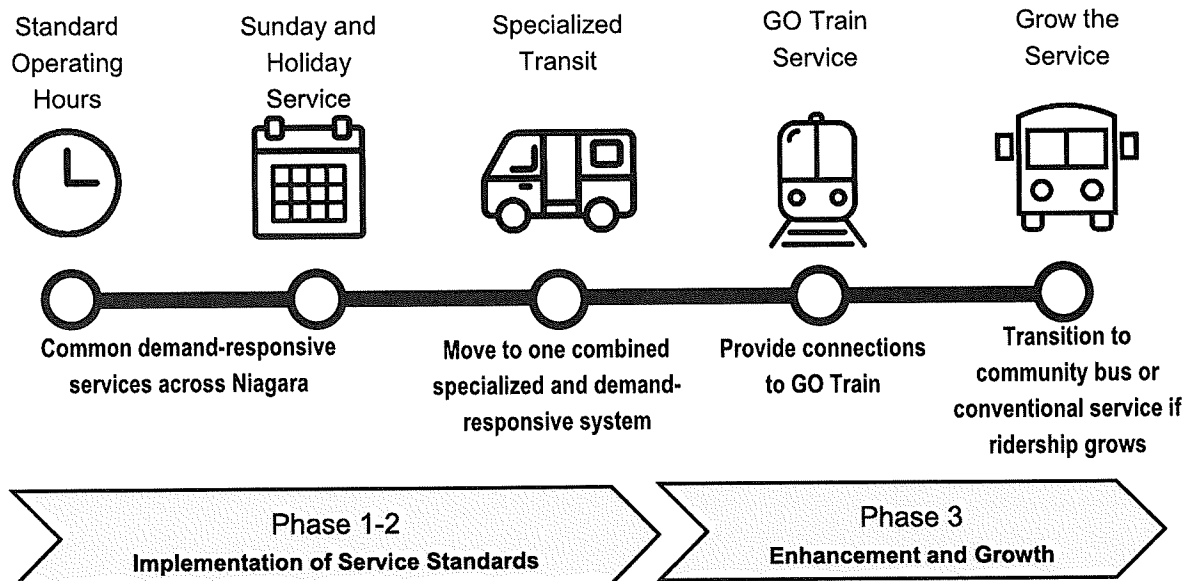 Standard
Operating
Hours
Sunday and
Holiday
Service
Specialized
Transit
GO Train
Service
Grow the
Service
Common demand-responsive
services across Niagara
Move to one combined
specialized and demand-
responsive system
Provide connections
to GO Train
Transition to
community bus or
conventional service if
ridership grows
Phase 1-2
Implementation of Service Standards
Phase 3
Enhancement and Growth